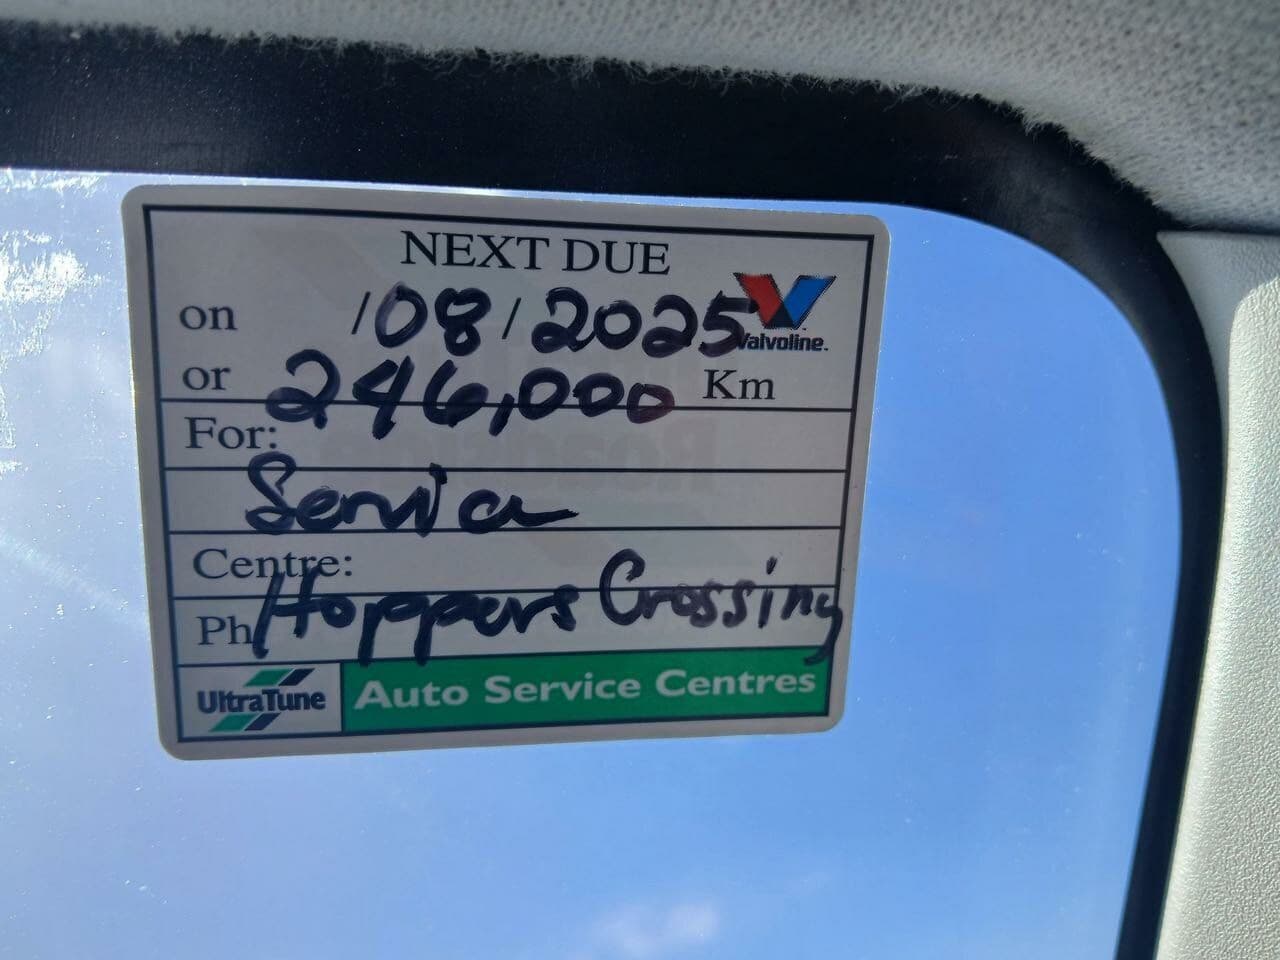 NEXT DUE
on /08/2025
Valvoline.
or 246,000 Km
For:
Service
Centre:
Ph Hoppers Crossing
UltraTune Auto Service Centres